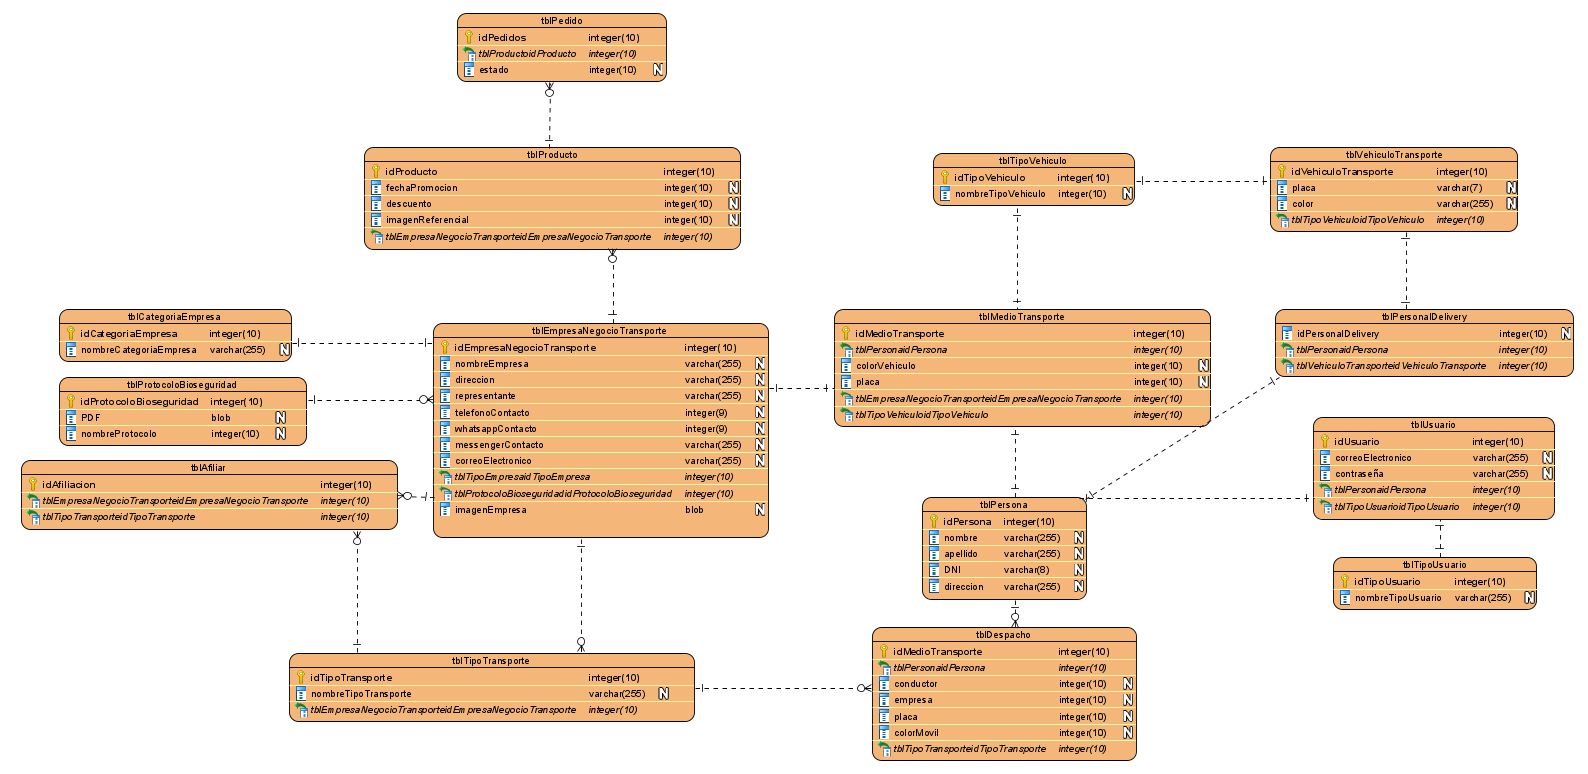 tblPedido
idPedidos integer(10)
tblProductoidProducto integer(10)
estado integer(10) N
tblProducto
idProducto integer(10)
fechaPromocion integer(10) N
descuento integer(10) N
imagenReferencial integer(10) N
tblEmpresaNegocioTransporteidEmpresaNegocioTransporte integer(10)
tblTipoVehiculo
idTipoVehiculo integer(10)
nombreTipoVehiculo integer(10) N
tblVehiculoTransporte
idVehiculoTransporte integer(10)
placa varchar(7) N
color varchar(255) N
tblTipoVehiculoidTipoVehiculo integer(10)
tblCategoriaEmpresa
idCategoriaEmpresa integer(10)
nombreCategoriaEmpresa varchar(255) N
tblProtocoloBioseguridad
idProtocoloBioseguridad integer(10)
PDF blob N
nombreProtocolo integer(10) N
tblAfiliar
idAfiliacion integer(10)
tblEmpresaNegocioTransporteidEmpresaNegocioTransporte integer(10)
tblTipoTransporteidTipoTransporte integer(10)
tblEmpresaNegocioTransporte
idEmpresaNegocioTransporte integer(10)
nombreEmpresa varchar(255) N
direccion varchar(255) N
representante varchar(255) N
telefonoContacto integer(9) N
whatsappContacto integer(9) N
messengerContacto varchar(255) N
correoElectronico varchar(255) N
tblTipoEmpresaidTipoEmpresa integer(10)
tblProtocoloBioseguridadidProtocoloBioseguridad integer(10)
imagenEmpresa blob N
tblMedioTransporte
idMedioTransporte integer(10)
tblPersonaidPersona integer(10)
colorVehiculo integer(10) N
placa integer(10) N
tblEmpresaNegocioTransporteidEmpresaNegocioTransporte integer(10)
tblTipoVehiculoidTipoVehiculo integer(10)
tblPersonalDelivery
idPersonalDelivery integer(10) N
tblPersonaidPersona integer(10)
tblVehiculoTransporteidVehiculoTransporte integer(10)
tblUsuario
idUsuario integer(10)
correoElectronico varchar(255) N
contraseña varchar(255) N
tblPersonaidPersona integer(10)
tblTipoUsuarioidTipoUsuario integer(10)
tblPersona
idPersona integer(10)
nombre varchar(255) N
apellido varchar(255) N
DNI varchar(8) N
direccion varchar(255) N
tblTipoUsuario
idTipoUsuario integer(10)
nombreTipoUsuario varchar(255) N
tblTipoTransporte
idTipoTransporte integer(10)
nombreTipoTransporte varchar(255) N
tblEmpresaNegocioTransporteidEmpresaNegocioTransporte integer(10)
tblDespacho
idMedioTransporte integer(10)
tblPersonaidPersona integer(10)
conductor integer(10) N
empresa integer(10) N
placa integer(10) N
colorMovil integer(10) N
tblTipoTransporteidTipoTransporte integer(10)